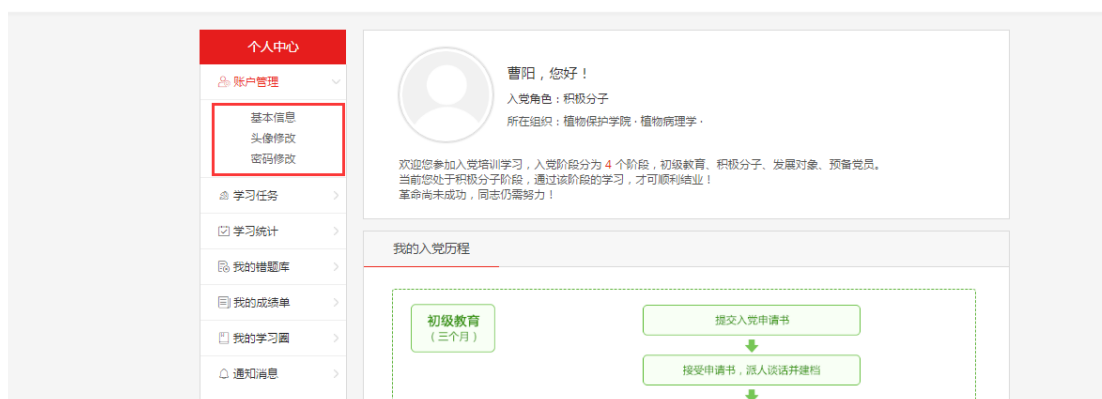 个人中心
账户管理
基本信息
头像修改
密码修改
学习任务
学习统计
我的错题库
我的成绩单
我的学习圈
通知消息
曹阳，您好！
入党角色：积极分子
所在组织：植物保护学院·植物病理学·
欢迎您参加入党培训学习，入党阶段分为 4 个阶段，初级教育、积极分子、发展对象、预备党员。
当前您处于积极分子阶段，通过该阶段的学习，才可顺利结业！
革命尚未成功，同志仍需努力！
我的入党历程
初级教育
（三个月）
提交入党申请书
接受申请书，派人谈话并建档